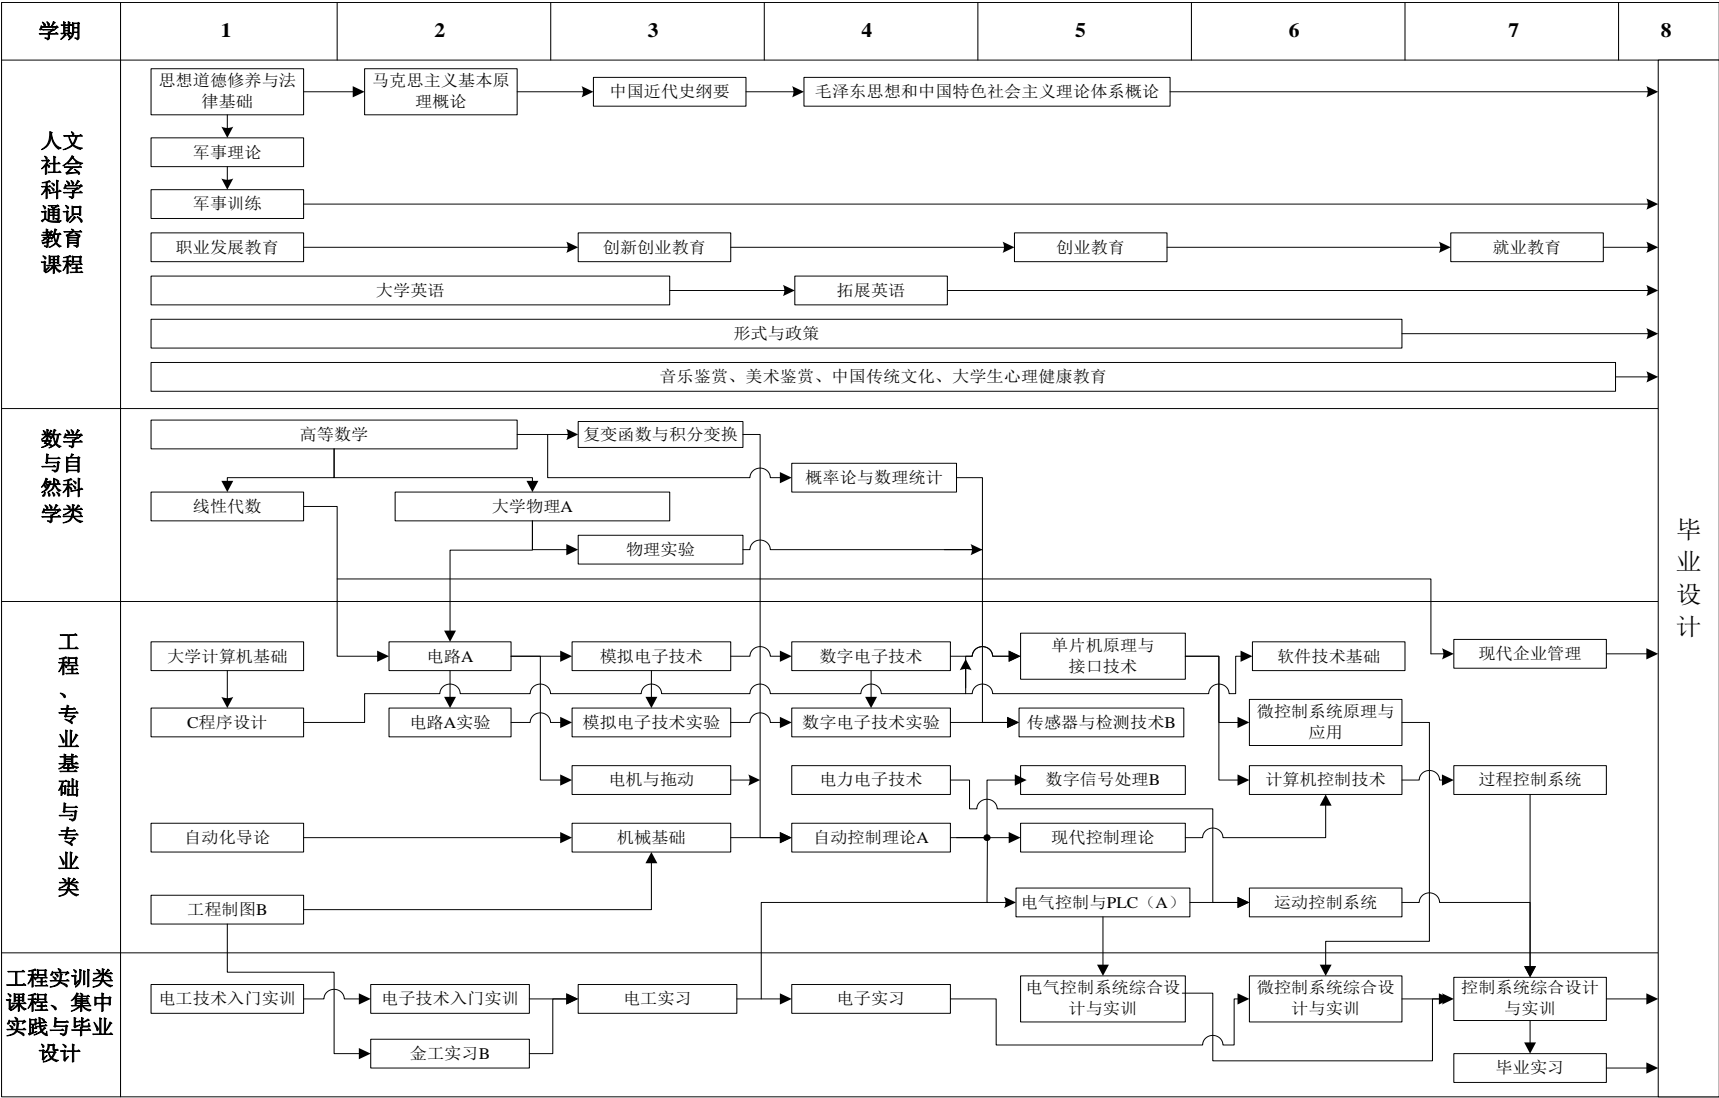 学期
1
2
3
4
5
6
7
8
人文
社会
科学
通识
教育
课程
思想道德修养与法
律基础
马克思主义基本原
理概论
中国近代史纲要
毛泽东思想和中国特色社会主义理论体系概论
军事理论
军事训练
职业发展教育
创新创业教育
创业教育
就业教育
大学英语
拓展英语
形式与政策
音乐鉴赏、美术鉴赏、中国传统文化、大学生心理健康教育
数学
与自
然科
学类
高等数学
复变函数与积分变换
概率论与数理统计
线性代数
大学物理A
物理实验
工
程
、
专
业
基
础
与
专
业
类
大学计算机基础
电路A
模拟电子技术
数字电子技术
单片机原理与
接口技术
软件技术基础
现代企业管理
C程序设计
电路A实验
模拟电子技术实验
数字电子技术实验
传感器与检测技术B
微控制系统原理与
应用
电机与拖动
电力电子技术
数字信号处理B
计算机控制技术
过程控制系统
自动化导论
机械基础
自动控制理论A
现代控制理论
工程制图B
电气控制与PLC（A）
运动控制系统
工程实训类
课程、集中
实践与毕业
设计
电工技术入门实训
电子技术入门实训
电工实习
电子实习
电气控制系统综合设
计与实训
微控制系统综合设
计与实训
控制系统综合设计
与实训
金工实习B
毕业实习
毕
业
设
计